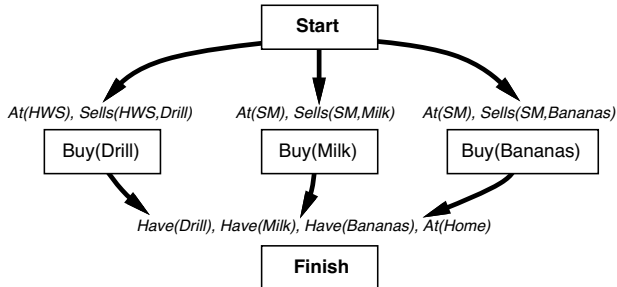 Start
At(HWS), Sells(HWS,Drill) At(SM), Sells(SM,Milk) At(SM), Sells(SM,Bananas)
Buy(Drill) Buy(Milk) Buy(Bananas)
Have(Drill), Have(Milk), Have(Bananas), At(Home)
Finish